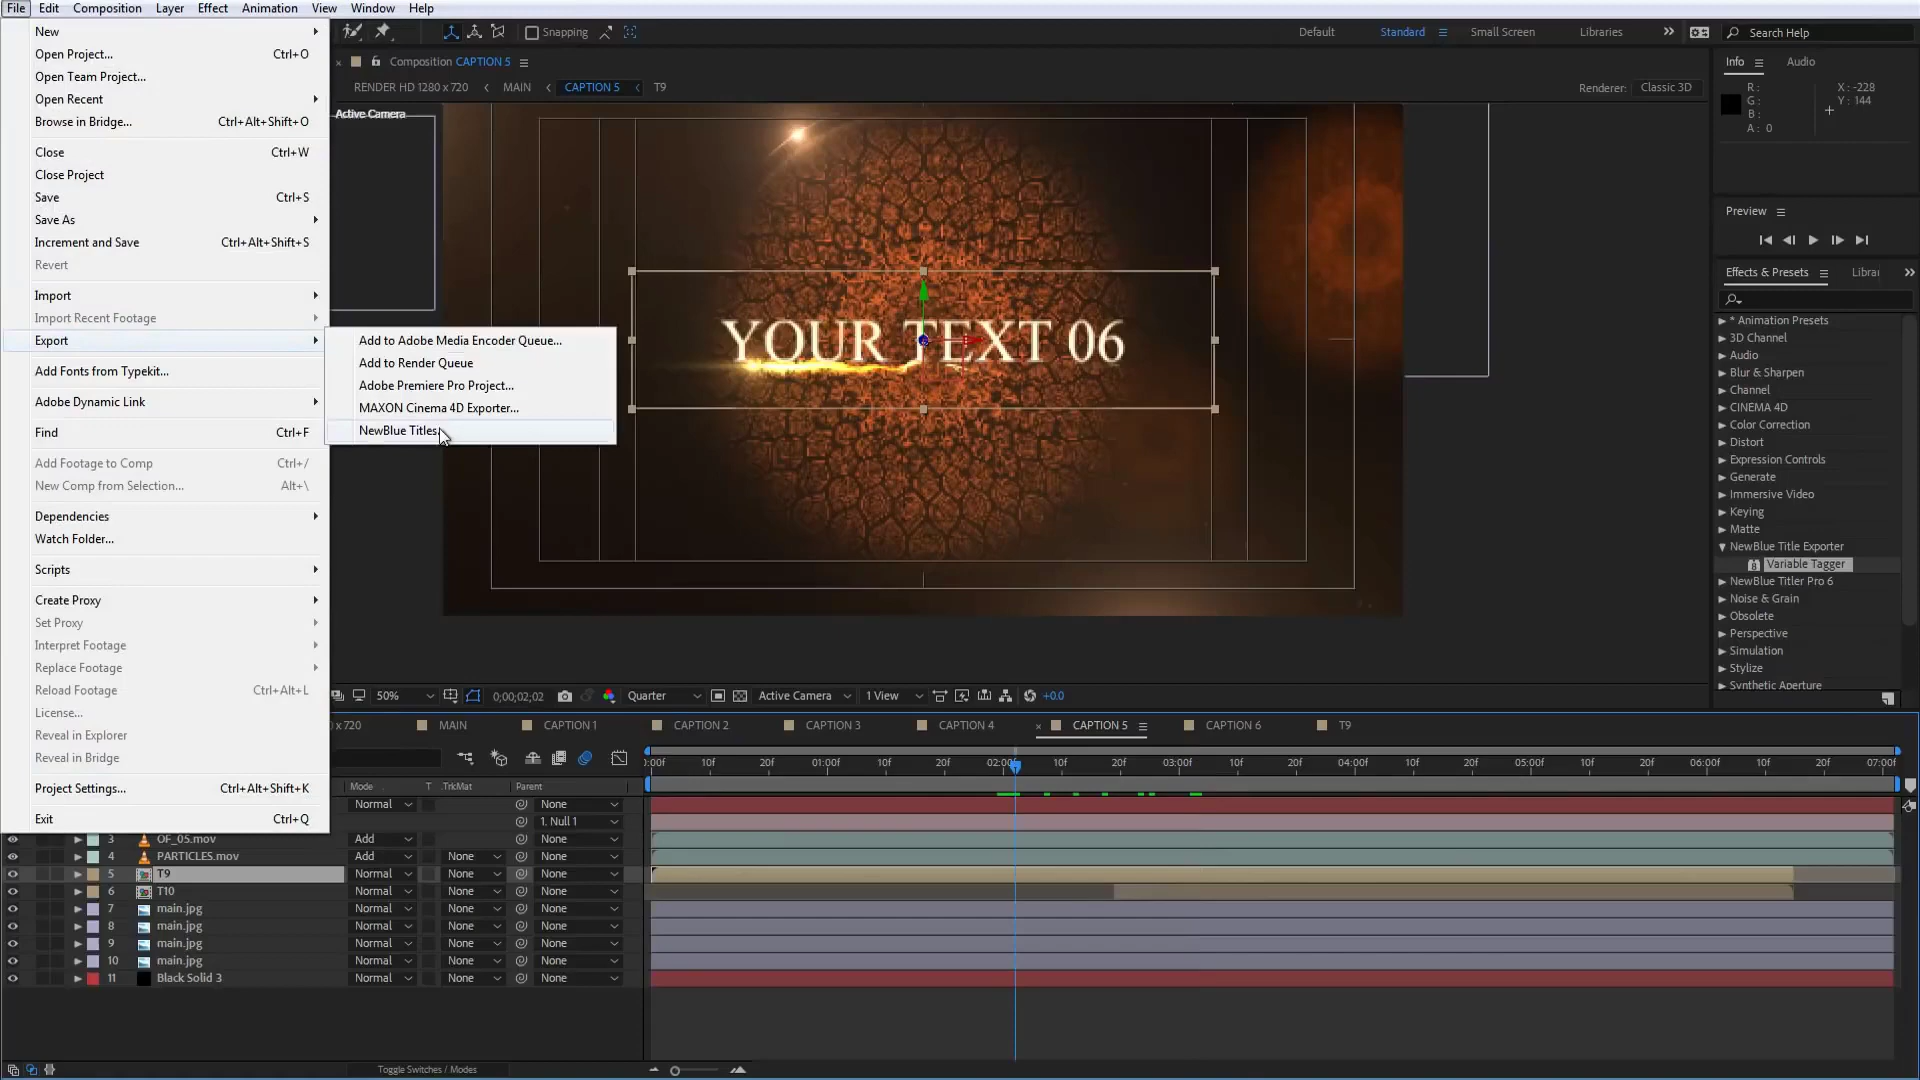 File Edit Composition Layer Effect Animation View Window Help
New
Open Project... Ctrl+O
Open Team Project...
Open Recent
Browse in Bridge... Ctrl+Alt+Shift+O
Close Ctrl+W
Close Project
Save Ctrl+S
Save As
Increment and Save Ctrl+Alt+Shift+S
Revert
Import
Import Recent Footage
Export
Add Fonts from Typekit...
Adobe Dynamic Link
Find Ctrl+F
Add Footage to Comp Ctrl+/
New Comp from Selection... Alt+\
Dependencies
Watch Folder...
Scripts
Create Proxy
Set Proxy
Interpret Footage
Replace Footage
Reload Footage Ctrl+Alt+L
License...
Reveal in Explorer
Reveal in Bridge
Project Settings... Ctrl+Alt+Shift+K
Exit Ctrl+Q
Add to Adobe Media Encoder Queue...
Add to Render Queue
Adobe Premiere Pro Project...
MAXON Cinema 4D Exporter...
NewBlue Titles
Snapping
Default Standard Small Screen Libraries Search Help
Composition CAPTION 5
RENDER HD 1280 x 720 MAIN CAPTION 5 T9
Renderer: Classic 3D
Active Camera
YOUR TEXT 06
50% 0;00;02;02 Quarter Active Camera 1 View +0.0
Info Audio
R: X: -228
G: Y: 144
B:
A: 0
Preview
Effects & Presets Librai
* Animation Presets
3D Channel
Audio
Blur & Sharpen
Channel
CINEMA 4D
Color Correction
Distort
Expression Controls
Generate
Immersive Video
Keying
Matte
NewBlue Title Exporter
Variable Tagger
NewBlue Titler Pro 6
Noise & Grain
Obsolete
Perspective
Simulation
Stylize
Synthetic Aperture
x 720 MAIN CAPTION 1 CAPTION 2 CAPTION 3 CAPTION 4 CAPTION 5 CAPTION 6 T9
:00f 10f 20f 01:00f 10f 20f 02:00f 20f 03:00f 10f 20f 04:00f 10f 20f 05:00f 10f 20f 06:00f 10f 20f 07:00f
Mode T .TrkMat Parent
Normal None
1. Null 1
3 OF_05.mov Add None
4 PARTICLES.mov Add None None
5 T9 Normal None None
6 T10 Normal None None
7 main.jpg Normal None None
8 main.jpg Normal None None
9 main.jpg Normal None None
10 main.jpg Normal None None
11 Black Solid 3 Normal None None
Toggle Switches / Modes